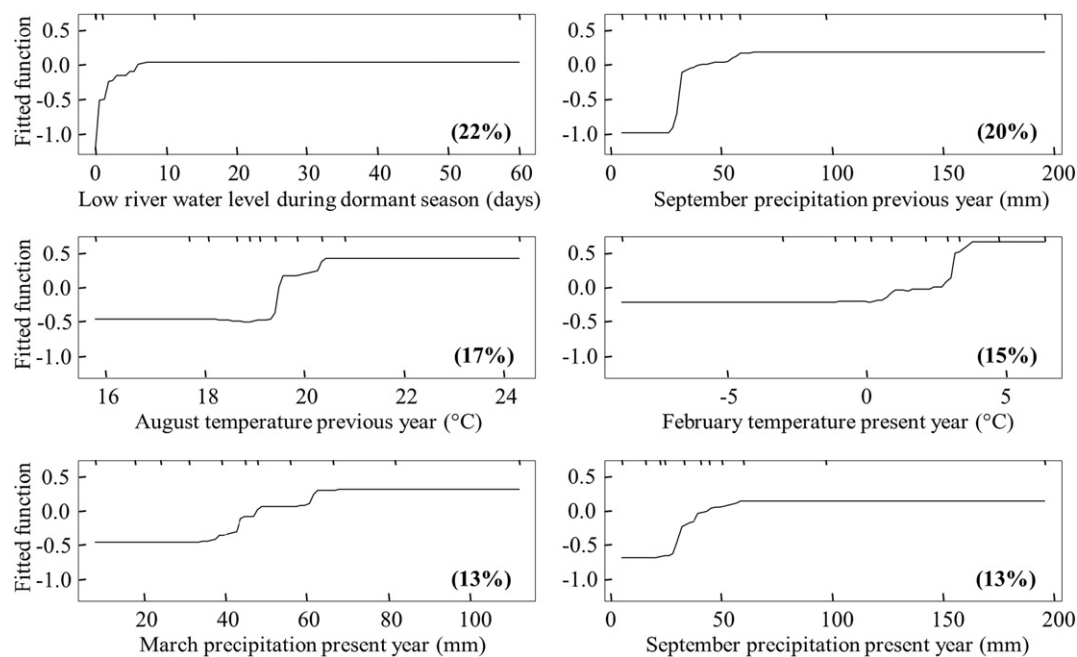 Fitted function
0.5
0.0
-0.5
-1.0
(22%)
0 10 20 30 40 50 60
Low river water level during dormant season (days)
0.5
0.0
-0.5
-1.0
(20%)
0 50 100 150 200
September precipitation previous year (mm)
Fitted function
0.5
0.0
-0.5
-1.0
(17%)
16 18 20 22 24
August temperature previous year (°C)
0.5
0.0
-0.5
-1.0
(15%)
-5 0 5
February temperature present year (°C)
Fitted function
0.5
0.0
-0.5
-1.0
(13%)
20 40 60 80 100
March precipitation present year (mm)
0.5
0.0
-0.5
-1.0
(13%)
0 50 100 150 200
September precipitation present year (mm)